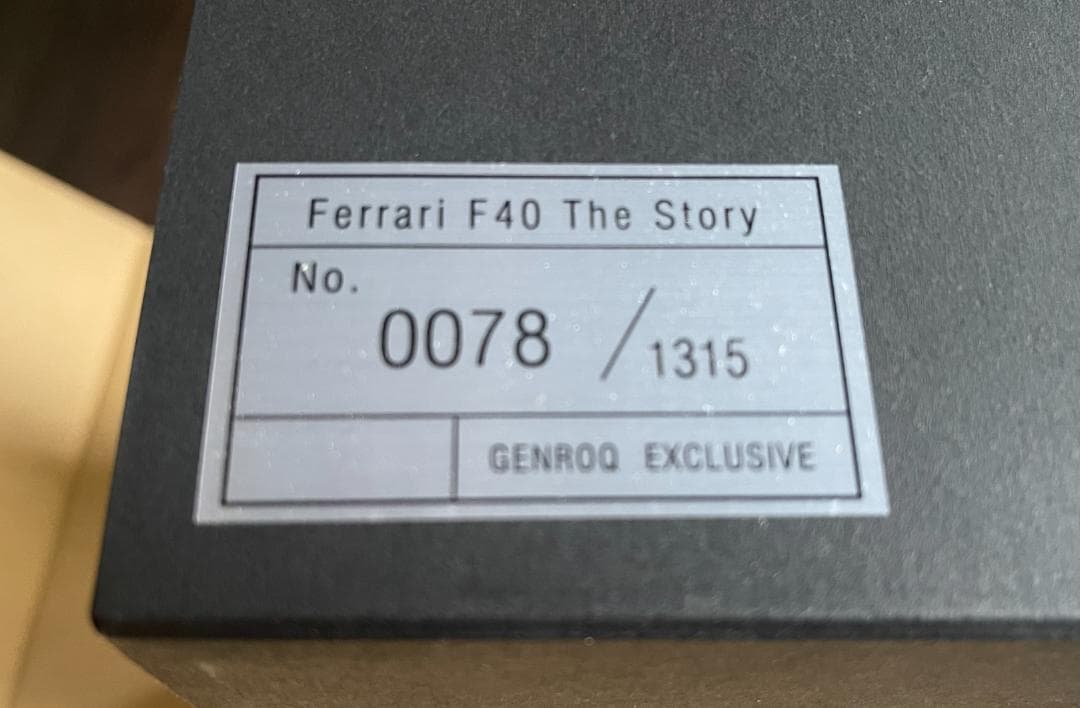 Ferrari F40 The Story
No.
0078 / 1315
GENROQ EXCLUSIVE